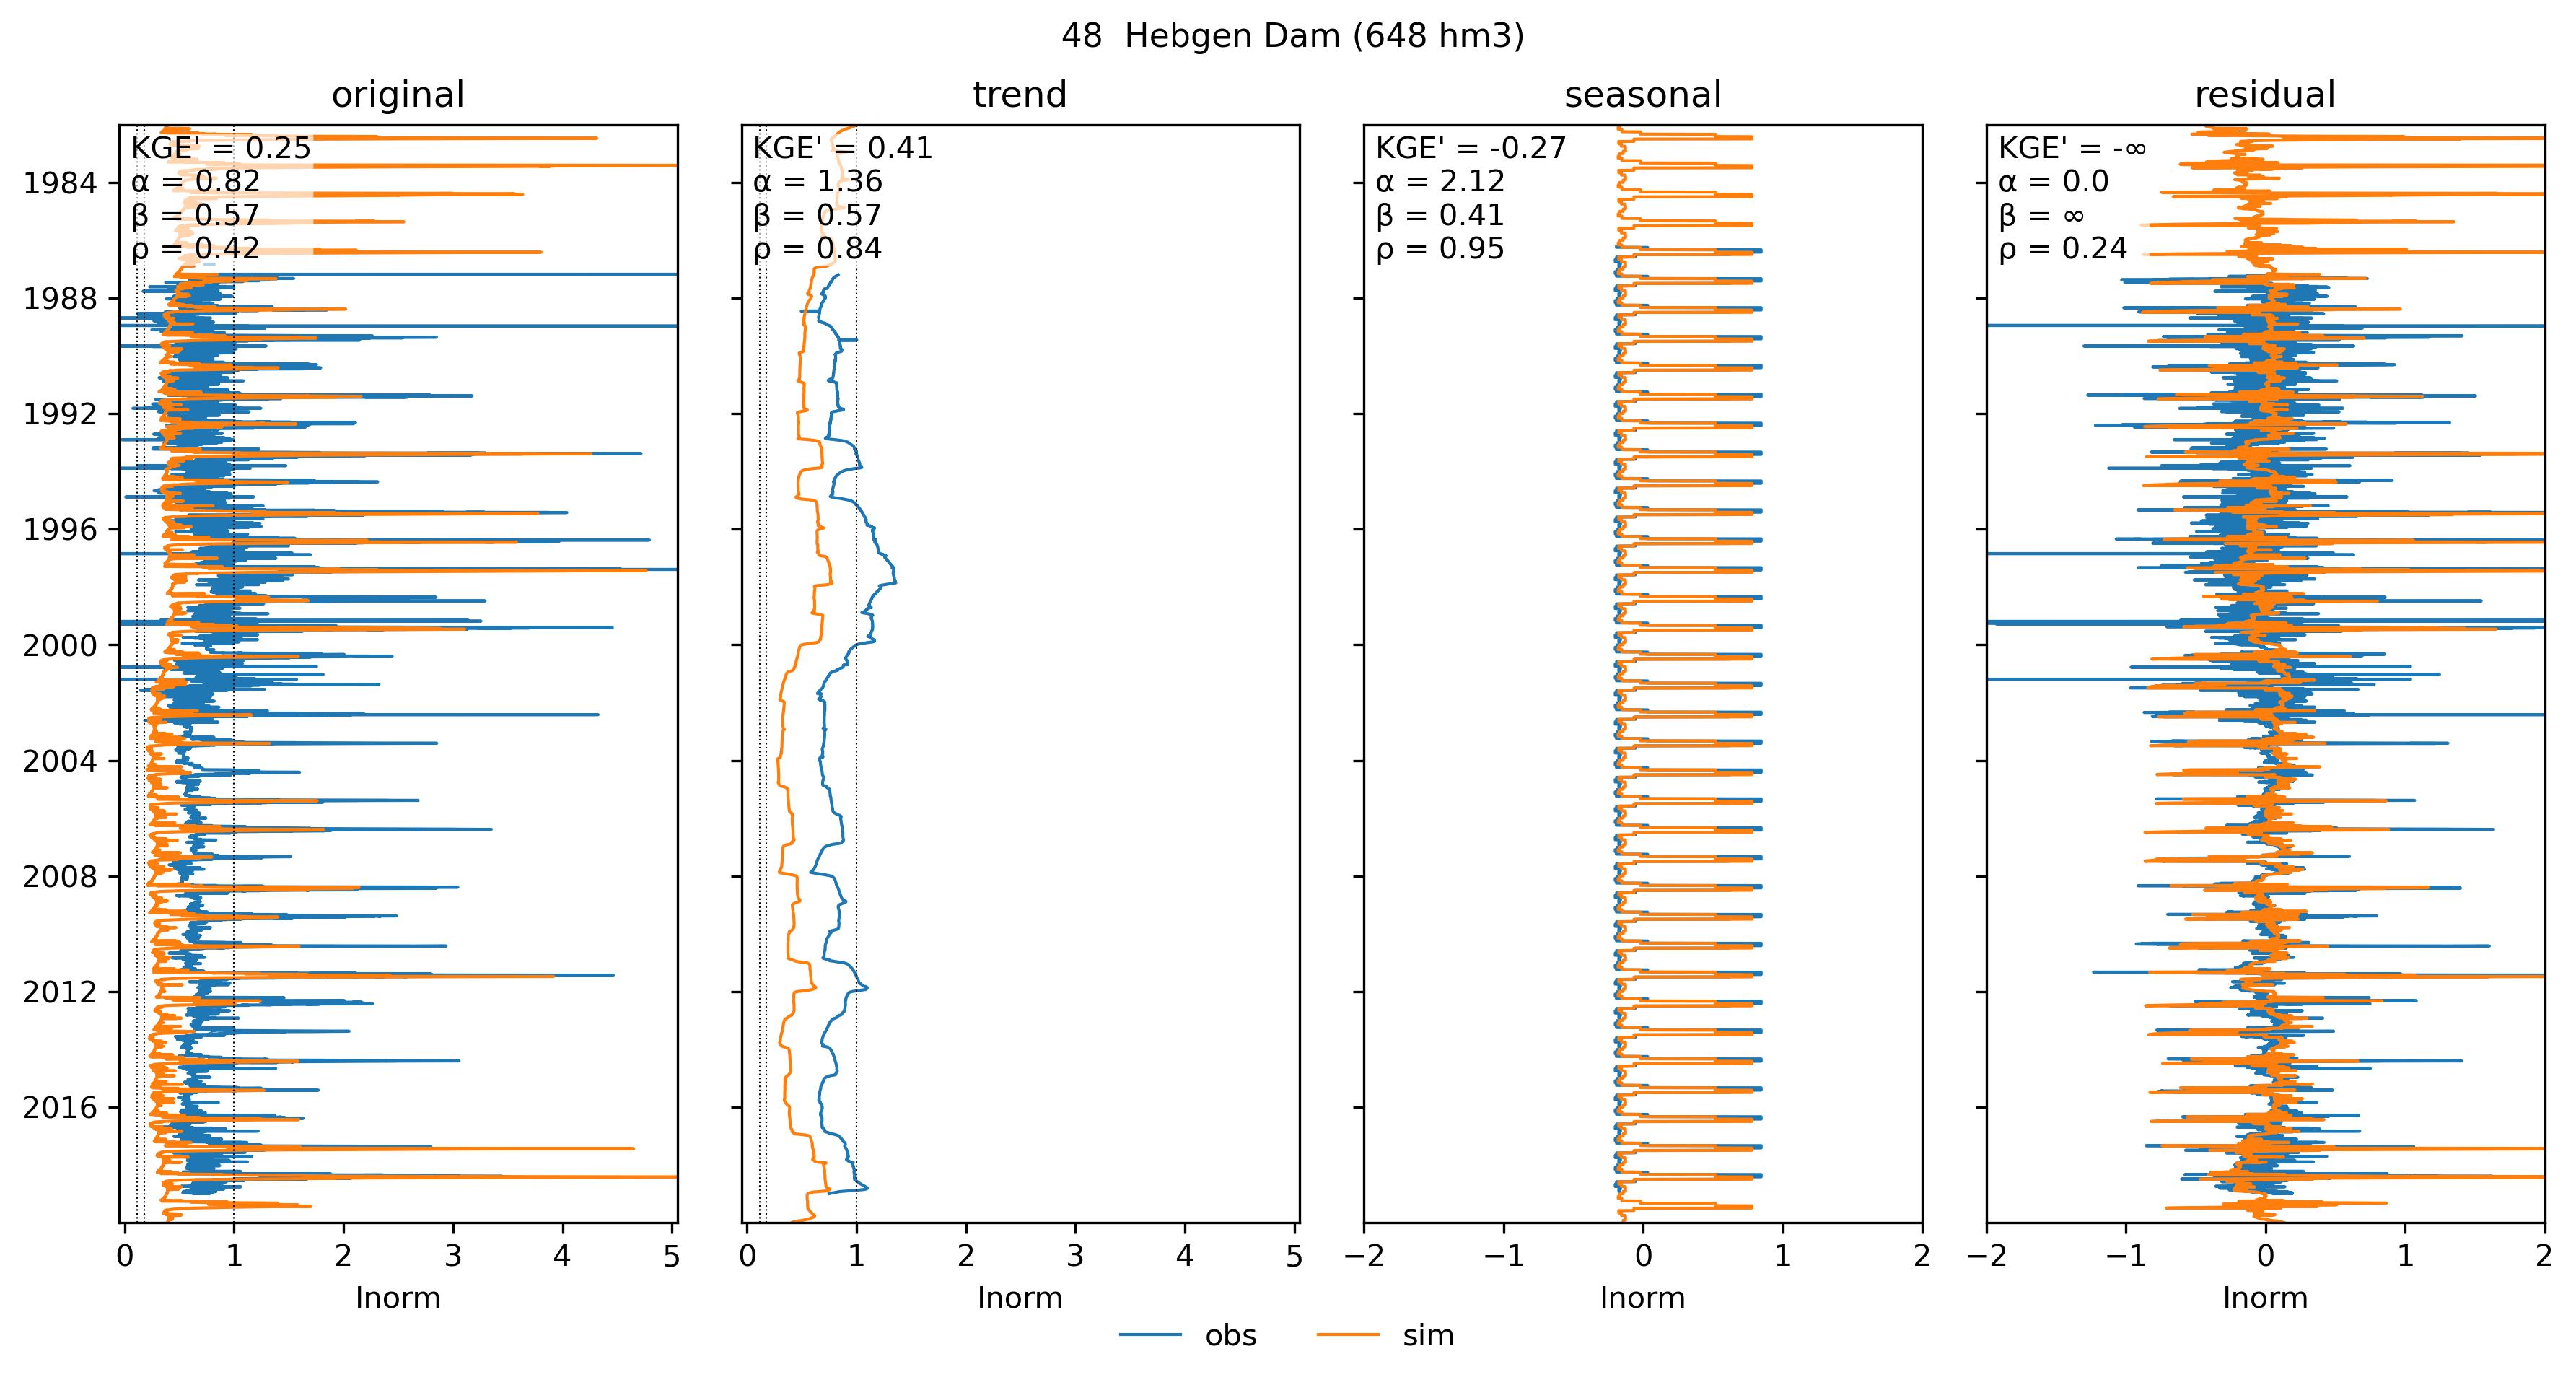 48  Hebgen Dam (648 hm3)
original
trend
seasonal
residual
KGE' = 0.25
α = 0.82
β = 0.57
ρ = 0.42
KGE' = 0.41
α = 1.36
β = 0.57
ρ = 0.84
KGE' = -0.27
α = 2.12
β = 0.41
ρ = 0.95
KGE' = -∞
α = 0.0
β = ∞
ρ = 0.24
1984
1988
1992
1996
2000
2004
2008
2012
2016
0 1 2 3 4 5
0 1 2 3 4 5
−2 −1 0 1 2
−2 −1 0 1 2
Inorm
Inorm
Inorm
Inorm
obs
sim